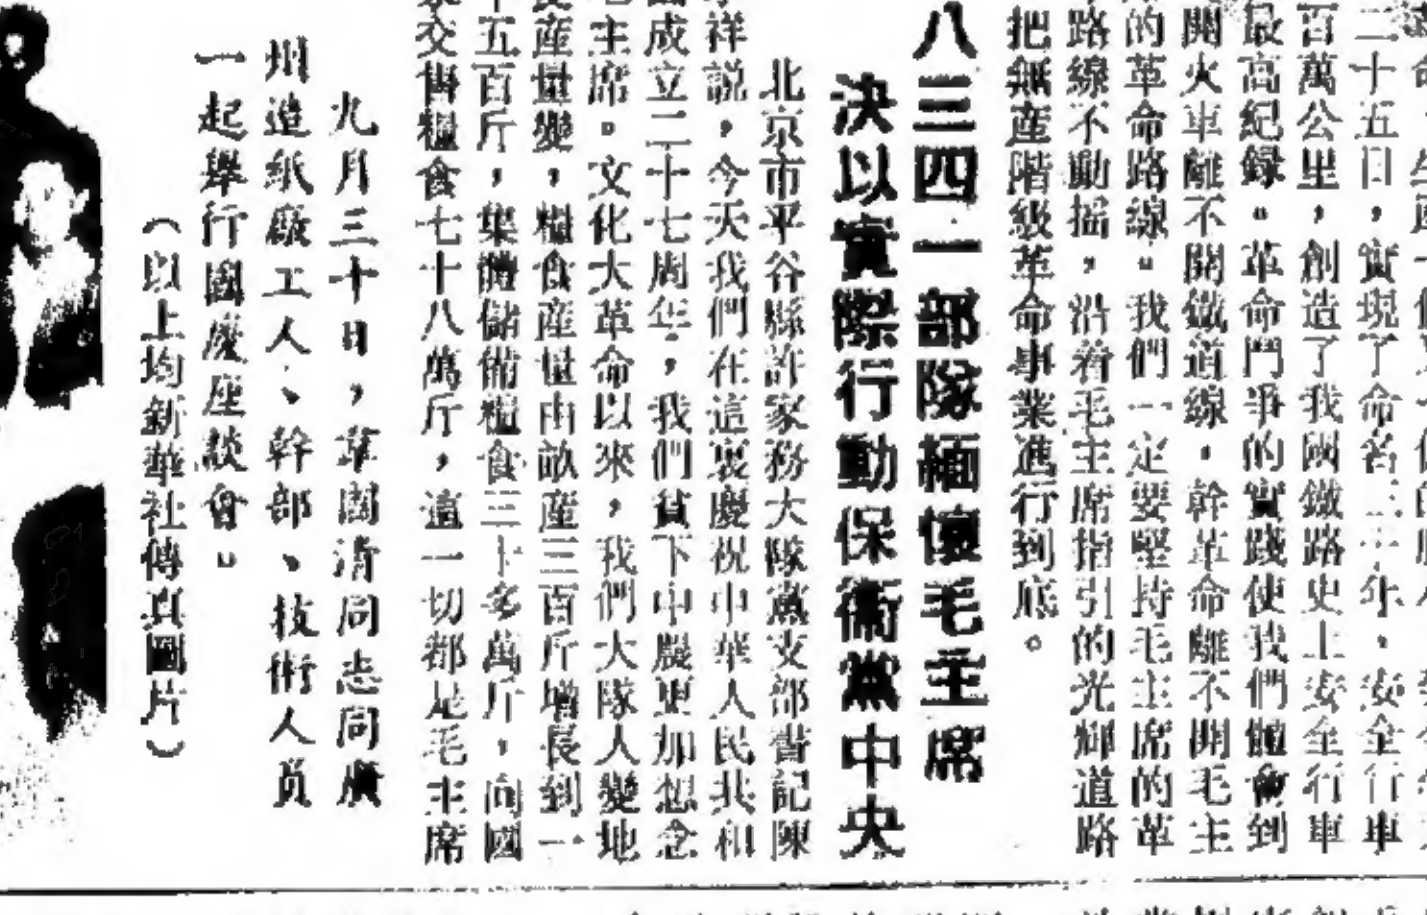 二十五日，實現了命名三十年，安全行車
百萬公里，創造了我國鐵路史上安全行車
最高紀録。革命鬥爭的實踐使我們體會到
開火車離不開鐵道線，幹革命離不開毛主
的革命路線。我們一定要堅持毛主席的革
路線不動摇，沿着毛主席指引的光輝道路
把無産階級革命事業進行到底。
八三四一部隊緬懷毛主席
決以實際行動保衞黨中央
北京市平谷縣許家務大隊黨支部書記陳
祥説，今天我們在這裏慶祝中華人民共和
成立二十七周年，我們貧下中農更加想念
主席。文化大革命以來，我們大隊人變地
産量變，糧食産量由畝産三百斤增長到一
五百斤，集體儲備糧食三十多萬斤，向國
交售糧食七十八萬斤，這一切都是毛主席
九月三十日，韋國清同志同廣
州造紙廠工人、幹部、技術人員
一起舉行國慶座談會。
（以上均新華社傳真圖片）